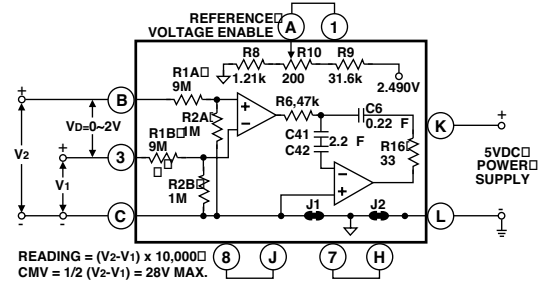 REFERENCE
VOLTAGE ENABLE
A
1
R8
R10
R9
1.21k
200
31.6k
2.490V
R1A
9M
B
R2A
1M
R6,47k
C6
0.22 F
K
+
VD=0~2V
V2
R1B
9M
3
C41
C42
2.2 F
R16
33
5VDC
POWER
SUPPLY
V1
R2B
1M
C
J1
J2
L
-
READING = (V2-V1) x 10,000
CMV = 1/2 (V2-V1) = 28V MAX.
8
J
7
H